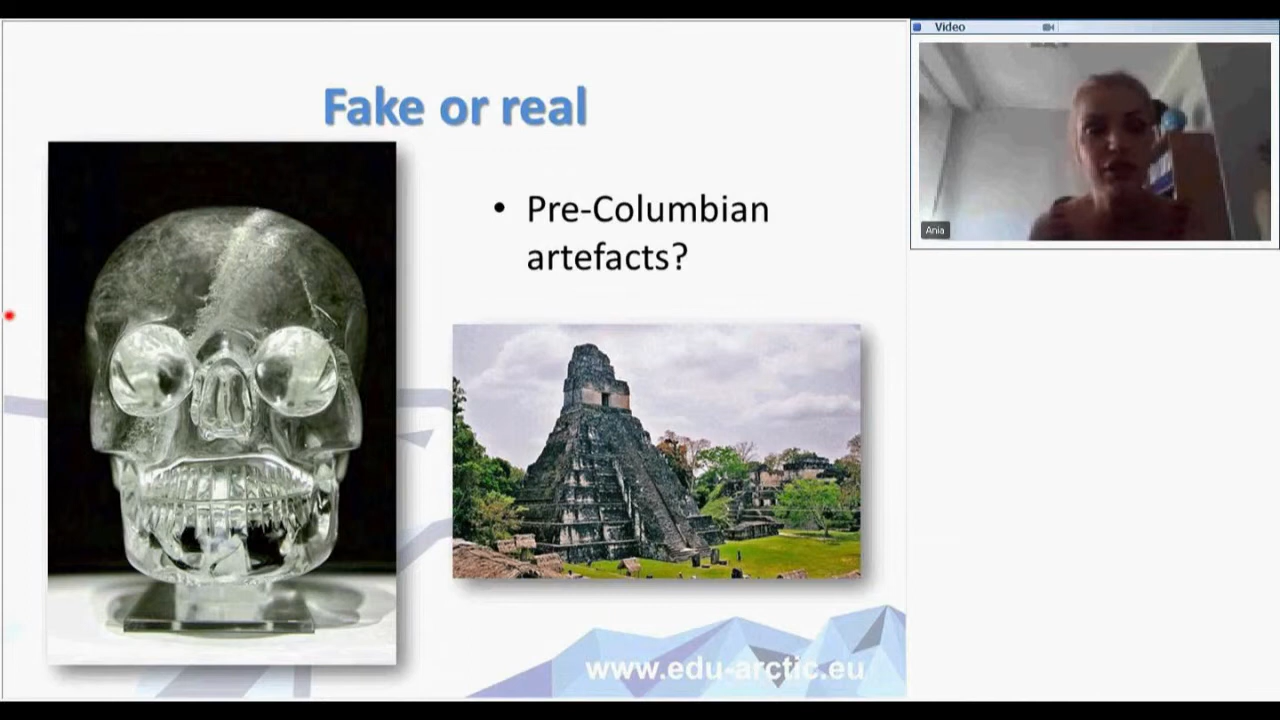 Fake or real
• Pre-Columbian
artefacts?
www.edu-arctic.eu
Video
Ania